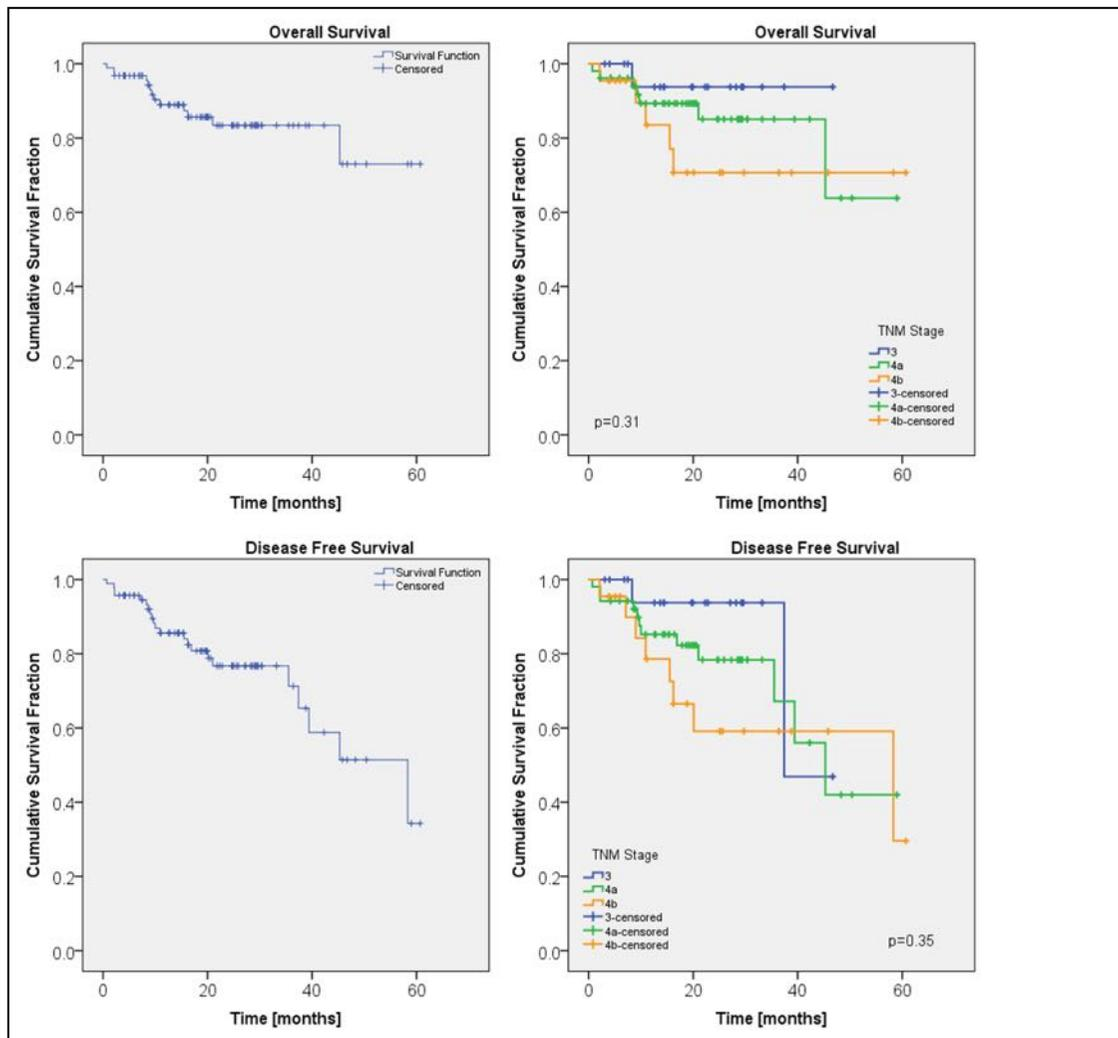 Overall Survival
Survival Function
Censored
Cumulative Survival Fraction
1.0
0.8
0.6
0.4
0.2
0.0
0 20 40 60
Time [months]
Overall Survival
Cumulative Survival Fraction
1.0
0.8
0.6
0.4
0.2
0.0
TNM Stage
3
4a
4b
3-censored
4a-censored
4b-censored
p=0.31
0 20 40 60
Time [months]
Disease Free Survival
Survival Function
Censored
Cumulative Survival Fraction
1.0
0.8
0.6
0.4
0.2
0.0
0 20 40 60
Time [months]
Disease Free Survival
Cumulative Survival Fraction
1.0
0.8
0.6
0.4
0.2
0.0
TNM Stage
3
4a
4b
3-censored
4a-censored
4b-censored
p=0.35
0 20 40 60
Time [months]